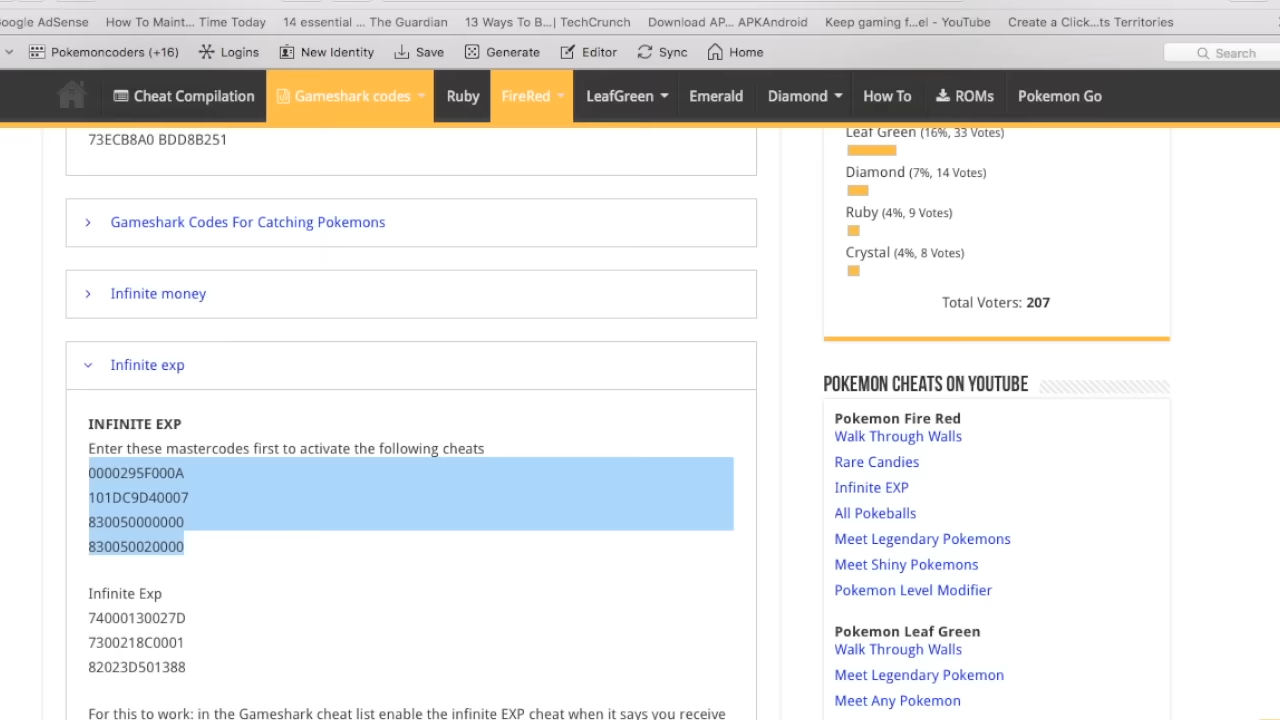 oogle AdSense How To Maint... Time Today 14 essential ... The Guardian 13 Ways To B...| TechCrunch Download AP... APKAndroid Keep gaming f...el - YouTube Create a Click...ts Territories
Pokemoncoders (+16) Logins New Identity Save Generate Editor Sync Home Search
Cheat Compilation Gameshark codes Ruby FireRed LeafGreen Emerald Diamond How To ROMs Pokemon Go
73ECB8A0 BDD8B251
Gameshark Codes For Catching Pokemons
Infinite money
Infinite exp
INFINITE EXP
Enter these mastercodes first to activate the following cheats
0000295F000A
101DC9D40007
830050000000
830050020000
Infinite Exp
74000130027D
7300218C0001
82023D501388
For this to work: in the Gameshark cheat list enable the infinite EXP cheat when it says you receive
Leaf Green (16%, 33 Votes)
Diamond (7%, 14 Votes)
Ruby (4%, 9 Votes)
Crystal (4%, 8 Votes)
Total Voters: 207
POKEMON CHEATS ON YOUTUBE
Pokemon Fire Red
Walk Through Walls
Rare Candies
Infinite EXP
All Pokeballs
Meet Legendary Pokemons
Meet Shiny Pokemons
Pokemon Level Modifier
Pokemon Leaf Green
Walk Through Walls
Meet Legendary Pokemon
Meet Any Pokemon